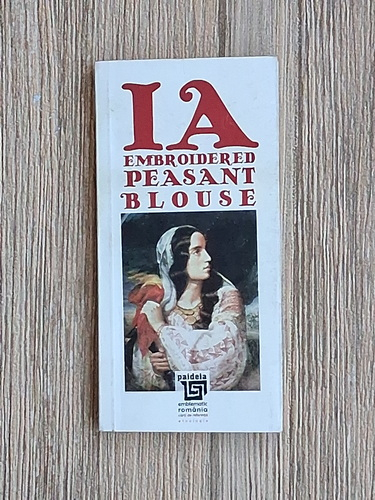 IA
EMBROIDERED
PEASANT
BLOUSE
paideia
emblematic
românia